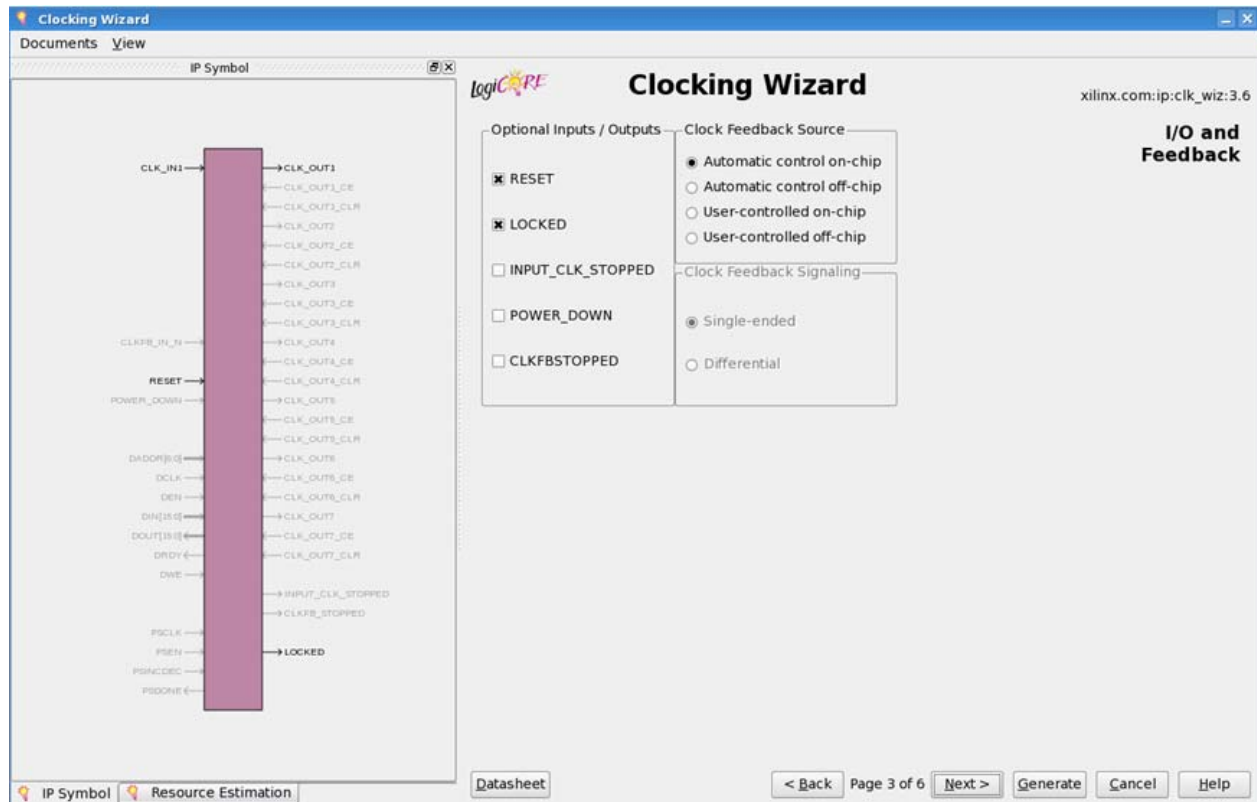 Clocking Wizard
Documents View
IP Symbol
CLK_IN1
CLKFB_IN_N
RESET
POWER_DOWN
DADDR[6:0]
DCLK
DEN
DIN[15:0]
DOUT[15:0]
DRDY
DWE
PSCLK
PSEN
PSINCDEC
PSDONE
CLK_OUT1
CLK_OUT1_CE
CLK_OUT1_CLR
CLK_OUT2
CLK_OUT2_CE
CLK_OUT2_CLR
CLK_OUT3
CLK_OUT3_CE
CLK_OUT3_CLR
CLK_OUT4
CLK_OUT4_CE
CLK_OUT4_CLR
CLK_OUT5
CLK_OUT5_CE
CLK_OUT5_CLR
CLK_OUT6
CLK_OUT6_CE
CLK_OUT6_CLR
CLK_OUT7
CLK_OUT7_CE
CLK_OUT7_CLR
INPUT_CLK_STOPPED
CLKFB_STOPPED
LOCKED
IP Symbol
Resource Estimation
LogiCORE
Clocking Wizard
xilinx.com:ip:clk_wiz:3.6
I/O and
Feedback
Optional Inputs / Outputs
RESET
LOCKED
INPUT_CLK_STOPPED
POWER_DOWN
CLKFBSTOPPED
Clock Feedback Source
Automatic control on-chip
Automatic control off-chip
User-controlled on-chip
User-controlled off-chip
Clock Feedback Signaling
Single-ended
Differential
Datasheet
< Back Page 3 of 6 Next > Generate Cancel Help